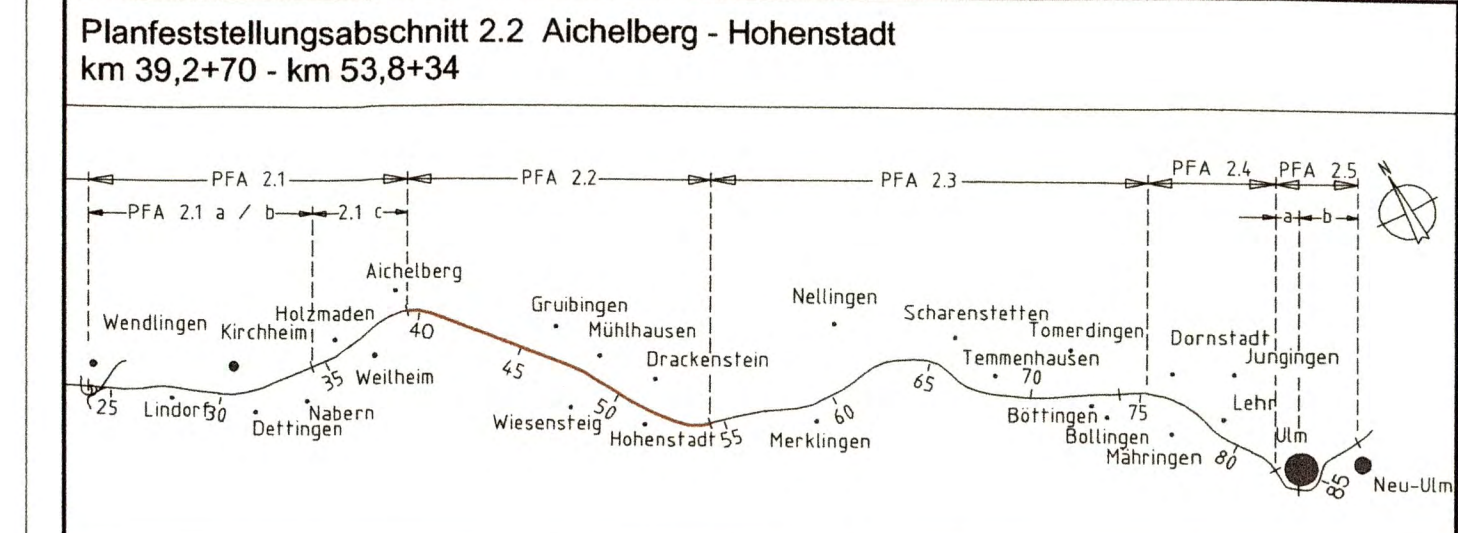 Planfeststellungsabschnitt 2.2 Aichelberg - Hohenstadt
km 39,2+70 - km 53,8+34
PFA 2.1
PFA 2.2
PFA 2.3
PFA 2.4
PFA 2.5
N
PFA 2.1 a / b
2.1 c
a
b
Aichelberg
Nellingen
Gruibingen
Holzmaden
Scharenstetten
Wendlingen
Kirchheim
40
Mühlhausen
Tomerdingen
Dornstadt
Drackenstein
Temmenhausen
Jungingen
35
Weilheim
45
65
70
25
Lindorf
30
Nabern
50
60
75
Lehr
Dettingen
Wiesensteig
Hohenstadt
55
Merklingen
Böttingen
Bollingen
Ulm
Mähringen
80
85
Neu-Ulm